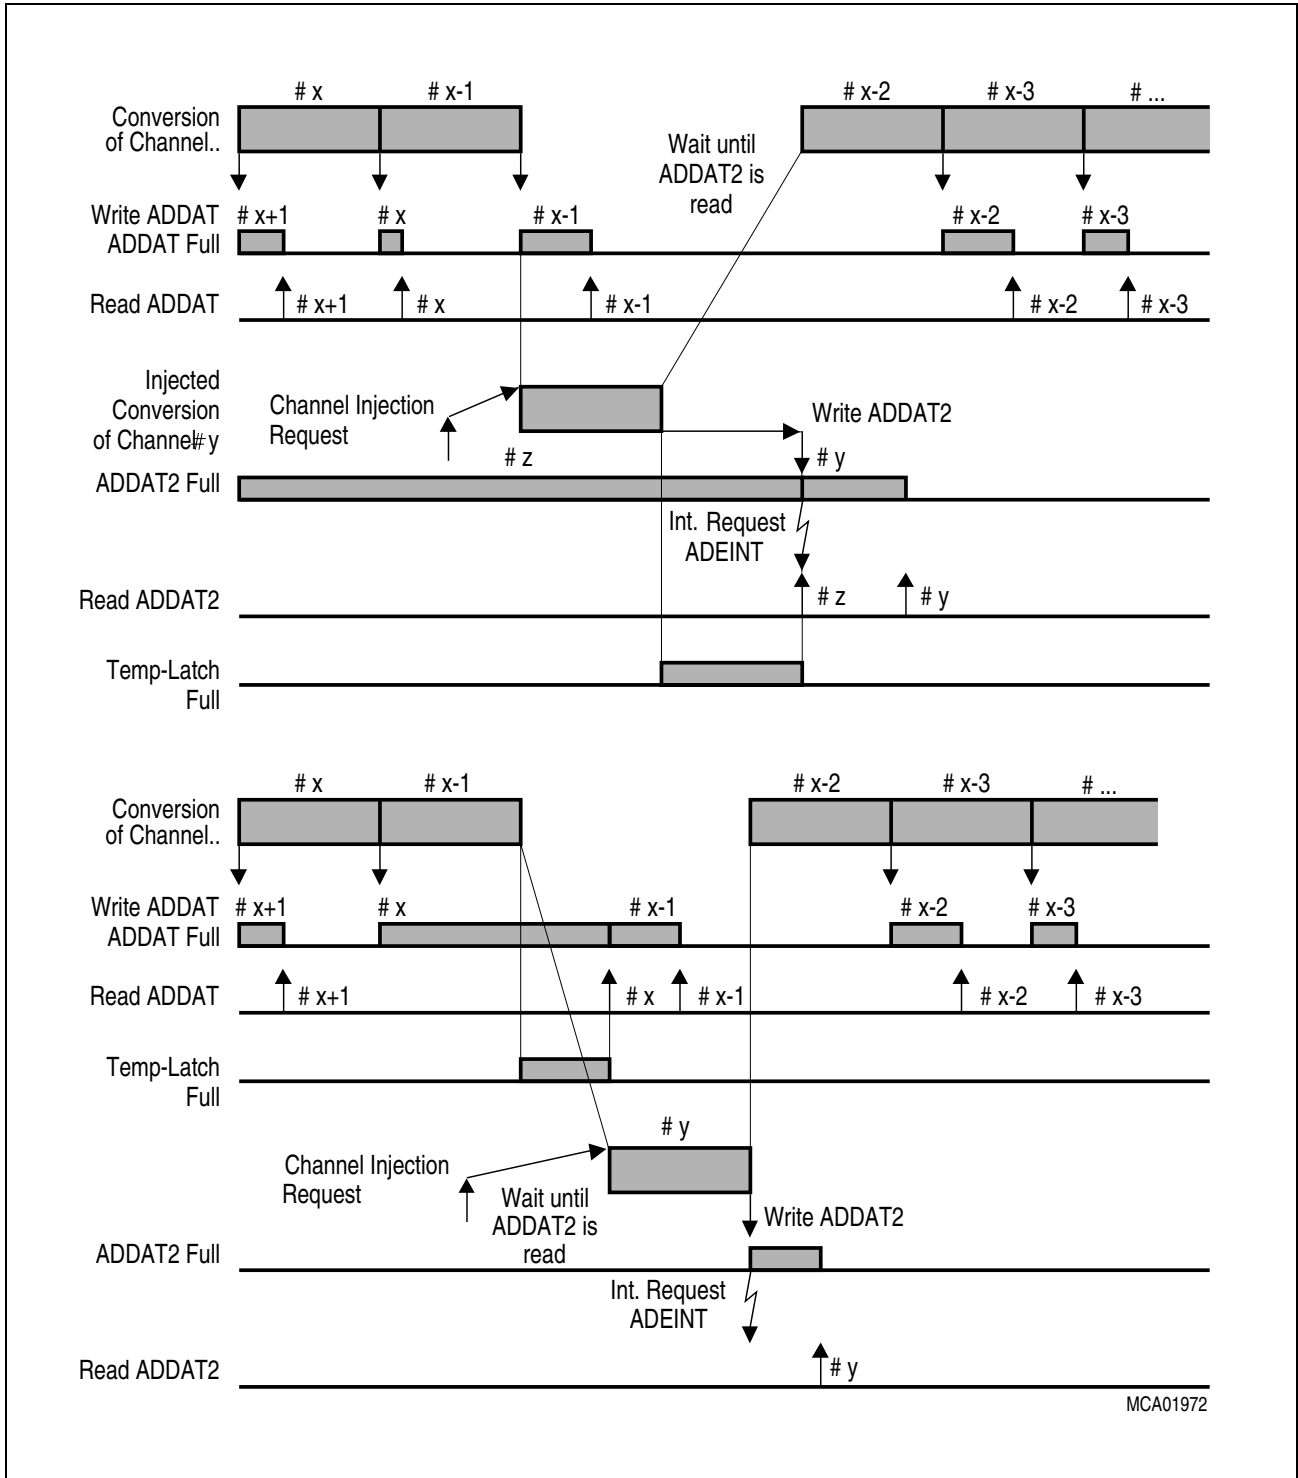 # x # x-1 # x-2 # x-3 # ...
Conversion
of Channel..
Wait until
ADDAT2 is
read
Write ADDAT # x+1 # x # x-1 # x-2 # x-3
ADDAT Full
Read ADDAT # x+1 # x # x-1 # x-2 # x-3
Injected
Conversion
of Channel# y
Channel Injection
Request
Write ADDAT2
# z # y
ADDAT2 Full
Int. Request
ADEINT
Read ADDAT2 # z # y
Temp-Latch
Full
# x # x-1 # x-2 # x-3 # ...
Conversion
of Channel..
Write ADDAT # x+1 # x # x-1 # x-2 # x-3
ADDAT Full
Read ADDAT # x+1 # x # x-1 # x-2 # x-3
Temp-Latch
Full
# y
Channel Injection
Request
Wait until
ADDAT2 is
read
Write ADDAT2
ADDAT2 Full
Int. Request
ADEINT
Read ADDAT2 # y
MCA01972